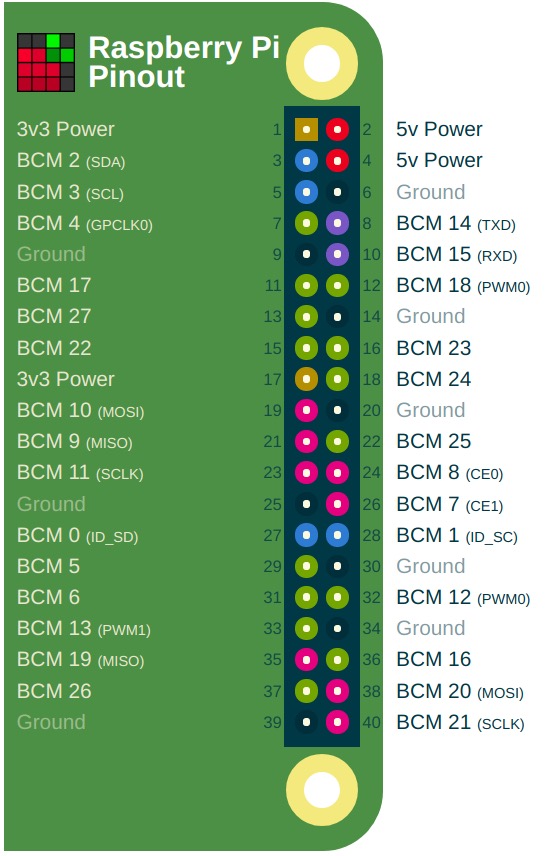 Raspberry Pi
Pinout
3v3 Power 1 2 5v Power
BCM 2 (SDA) 3 4 5v Power
BCM 3 (SCL) 5 6 Ground
BCM 4 (GPCLK0) 7 8 BCM 14 (TXD)
Ground 9 10 BCM 15 (RXD)
BCM 17 11 12 BCM 18 (PWM0)
BCM 27 13 14 Ground
BCM 22 15 16 BCM 23
3v3 Power 17 18 BCM 24
BCM 10 (MOSI) 19 20 Ground
BCM 9 (MISO) 21 22 BCM 25
BCM 11 (SCLK) 23 24 BCM 8 (CE0)
Ground 25 26 BCM 7 (CE1)
BCM 0 (ID_SD) 27 28 BCM 1 (ID_SC)
BCM 5 29 30 Ground
BCM 6 31 32 BCM 12 (PWM0)
BCM 13 (PWM1) 33 34 Ground
BCM 19 (MISO) 35 36 BCM 16
BCM 26 37 38 BCM 20 (MOSI)
Ground 39 40 BCM 21 (SCLK)